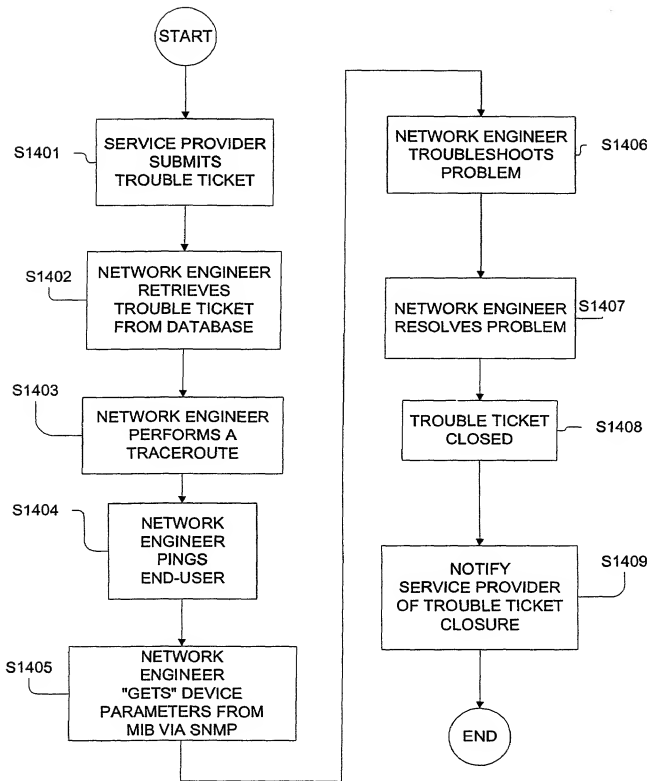 START
S1401
SERVICE PROVIDER
SUBMITS
TROUBLE TICKET
S1402
NETWORK ENGINEER
RETRIEVES
TROUBLE TICKET
FROM DATABASE
S1403
NETWORK ENGINEER
PERFORMS A
TRACEROUTE
S1404
NETWORK
ENGINEER
PINGS
END-USER
S1405
NETWORK
ENGINEER
"GETS" DEVICE
PARAMETERS FROM
MIB VIA SNMP
NETWORK ENGINEER
TROUBLESHOOTS
PROBLEM
S1406
NETWORK ENGINEER
RESOLVES PROBLEM
S1407
TROUBLE TICKET
CLOSED
S1408
NOTIFY
SERVICE PROVIDER
OF TROUBLE TICKET
CLOSURE
S1409
END